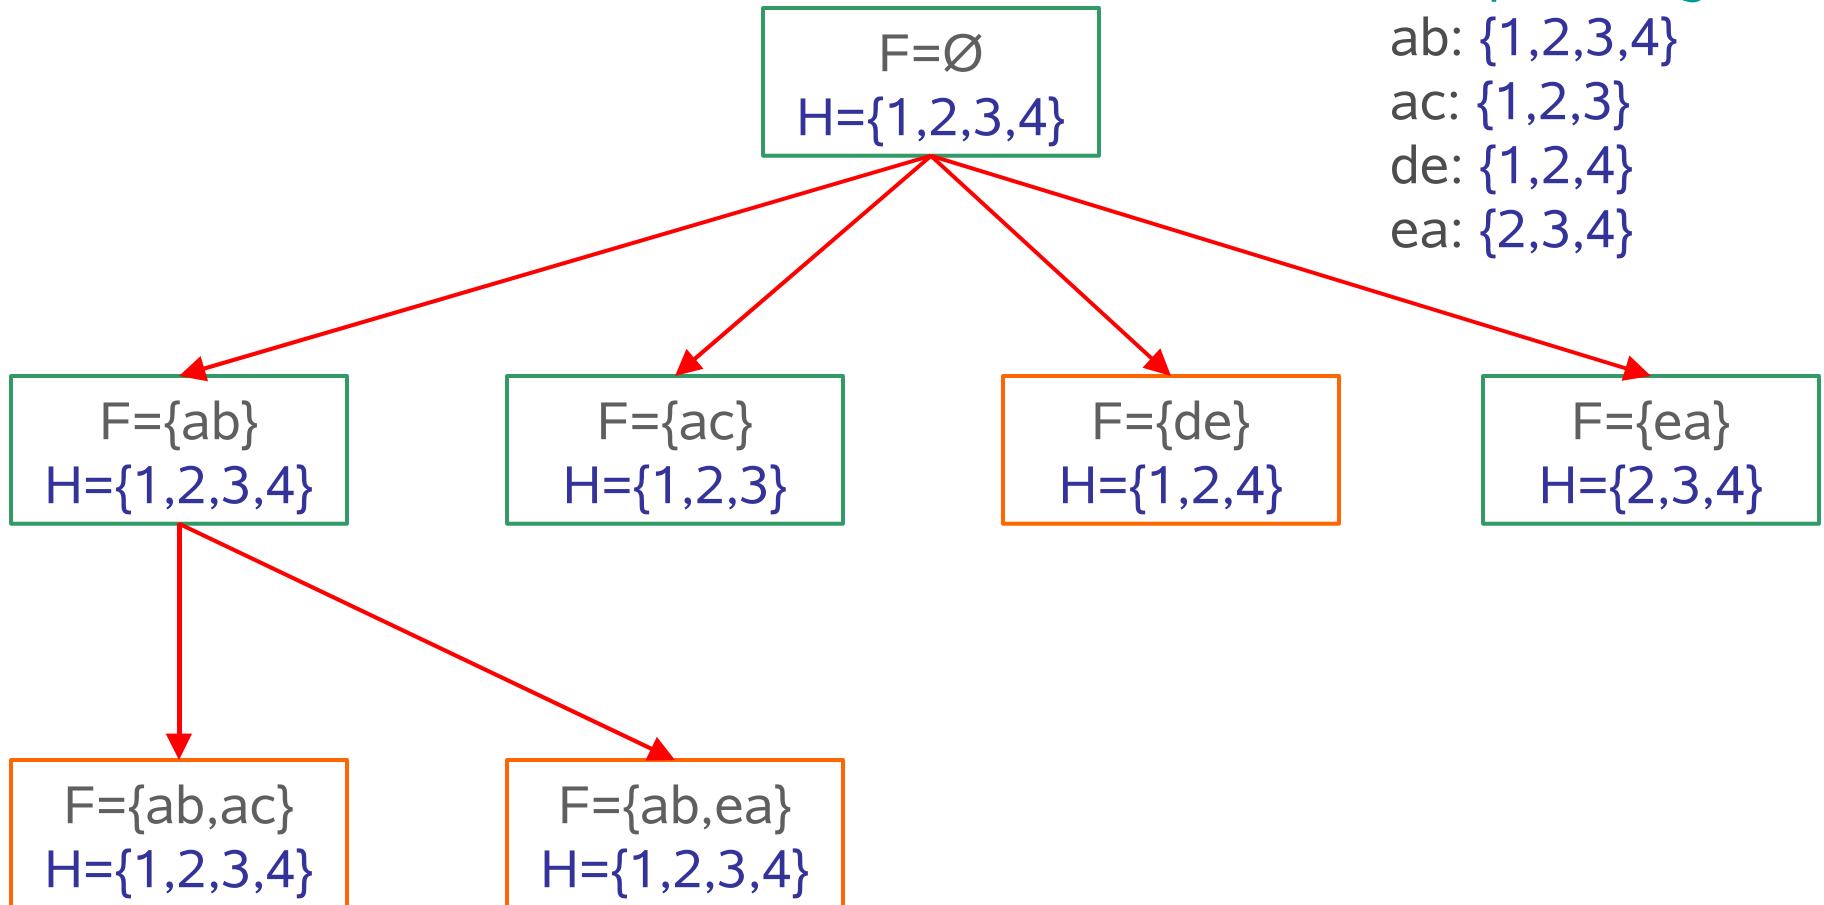 F=Ø
H={1,2,3,4}
ab: {1,2,3,4}
ac: {1,2,3}
de: {1,2,4}
ea: {2,3,4}
F={ab}
H={1,2,3,4}
F={ac}
H={1,2,3}
F={de}
H={1,2,4}
F={ea}
H={2,3,4}
F={ab,ac}
H={1,2,3,4}
F={ab,ea}
H={1,2,3,4}